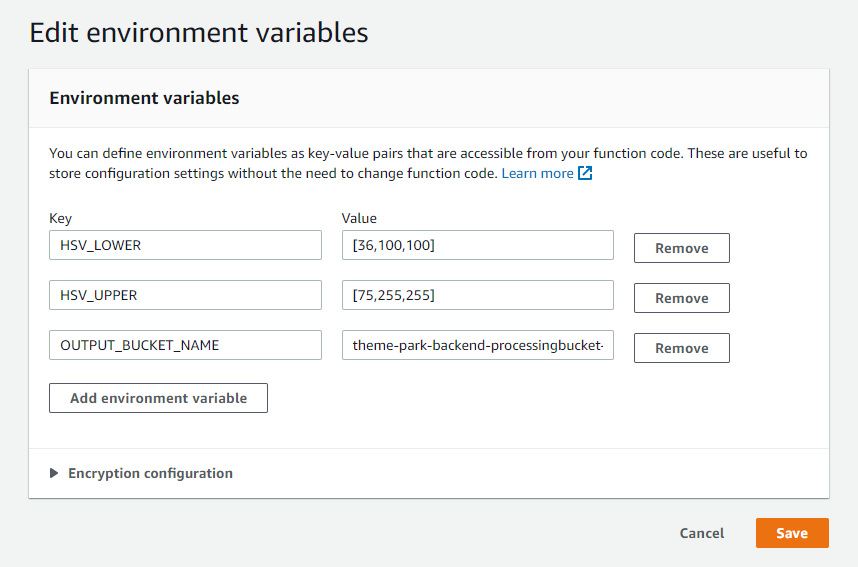 Edit environment variables
Environment variables
You can define environment variables as key-value pairs that are accessible from your function code. These are useful to
store configuration settings without the need to change function code. Learn more
Key Value
HSV_LOWER [36,100,100] Remove
HSV_UPPER [75,255,255] Remove
OUTPUT_BUCKET_NAME theme-park-backend-processingbucket- Remove
Add environment variable
Encryption configuration
Cancel Save